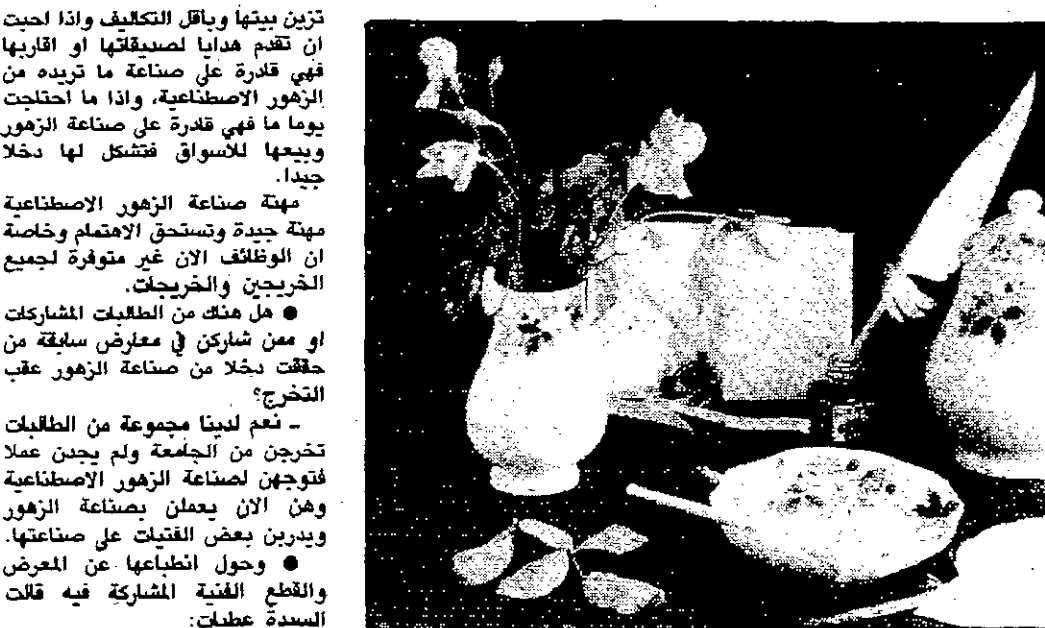 تزين بيتها وبأقل التكاليف واذا احبت
ان تقدم هدايا لصديقاتها او اقاربها
فهي قادرة على صناعة ما تريده من
الزهور الاصطناعية، واذا ما احتاجت
يوما ما فهي قادرة على صناعة الزهور
وبيعها للاسواق فتشكل لها دخلا
جيدا.
مهنة صناعة الزهور الاصطناعية
مهنة جيدة وتستحق الاهتمام وخاصة
ان الوظائف الان غير متوفرة لجميع
الخريجين والخريجات.
● هل هناك من الطالبات المشاركات
او ممن شاركن في معارض سابقة من
حققت دخلا من صناعة الزهور عقب
التخرج؟
ـ نعم لدينا مجموعة من الطالبات
تخرجن من الجامعة ولم يجدن عملا
فتوجهن لصناعة الزهور الاصطناعية
وهن الان يعملن بصناعة الزهور
ويدربن بعض الفتيات على صناعتها.
● وحول انطباعها عن المعرض
والقطع الفنية المشاركة فيه قالت
السيدة عطيات: